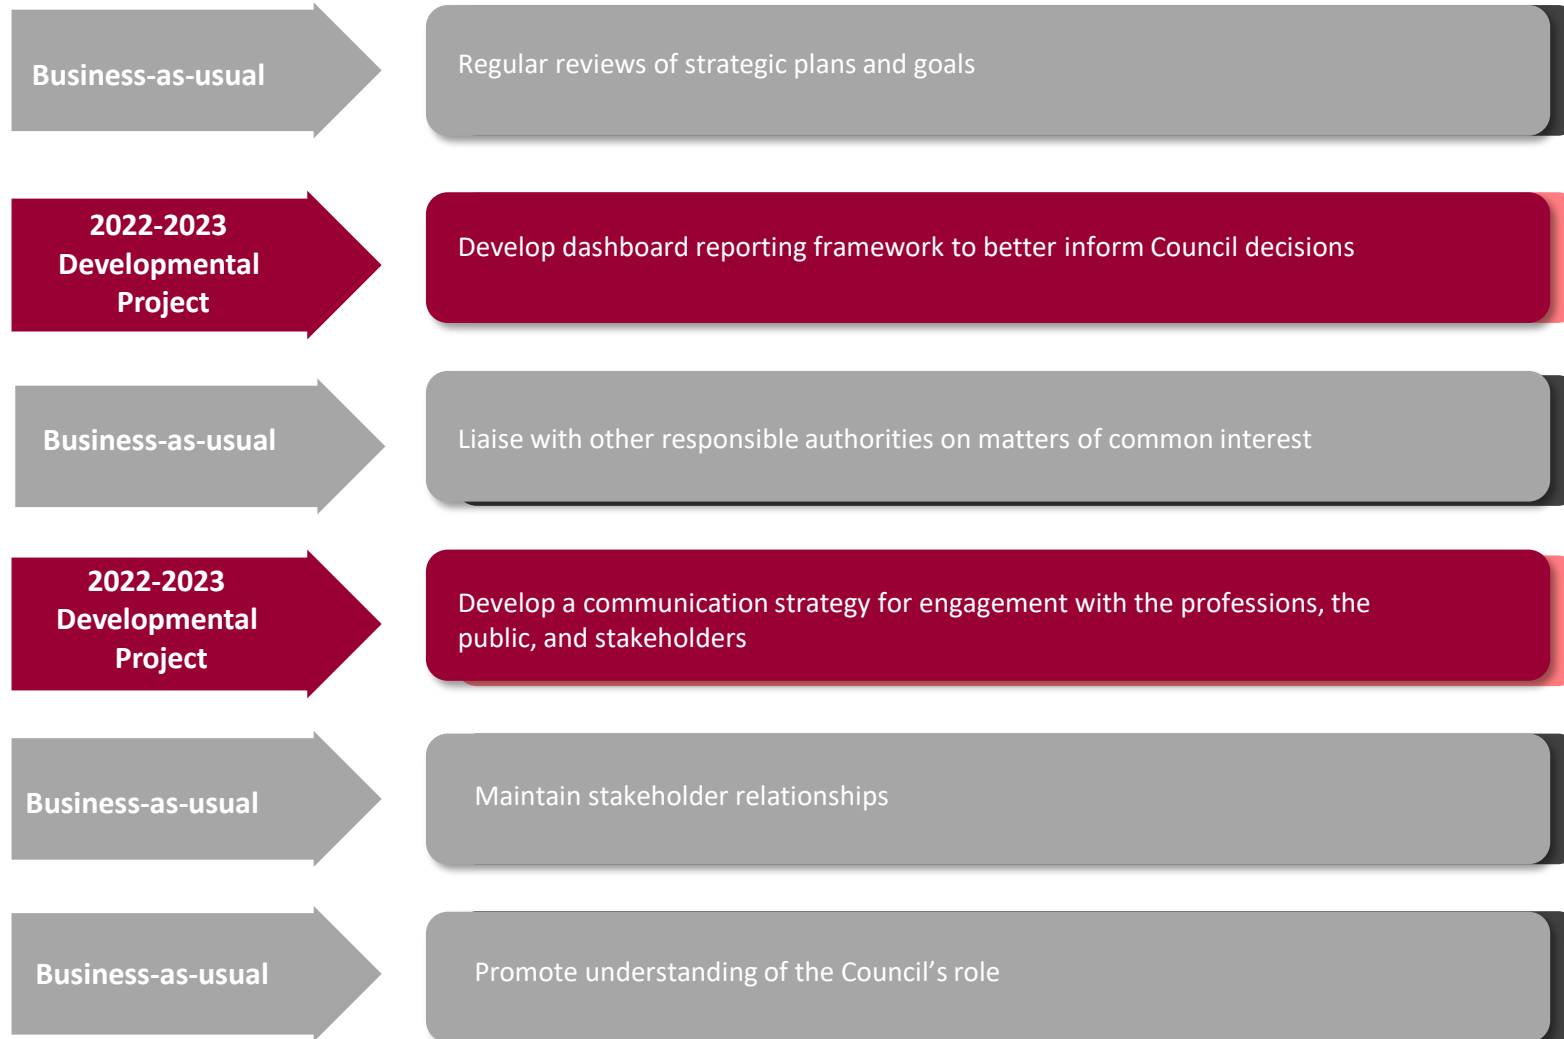 Business-as-usual
Regular reviews of strategic plans and goals
2022-2023
Developmental
Project
Develop dashboard reporting framework to better inform Council decisions
Business-as-usual
Liaise with other responsible authorities on matters of common interest
2022-2023
Developmental
Project
Develop a communication strategy for engagement with the professions, the
public, and stakeholders
Business-as-usual
Maintain stakeholder relationships
Business-as-usual
Promote understanding of the Council’s role